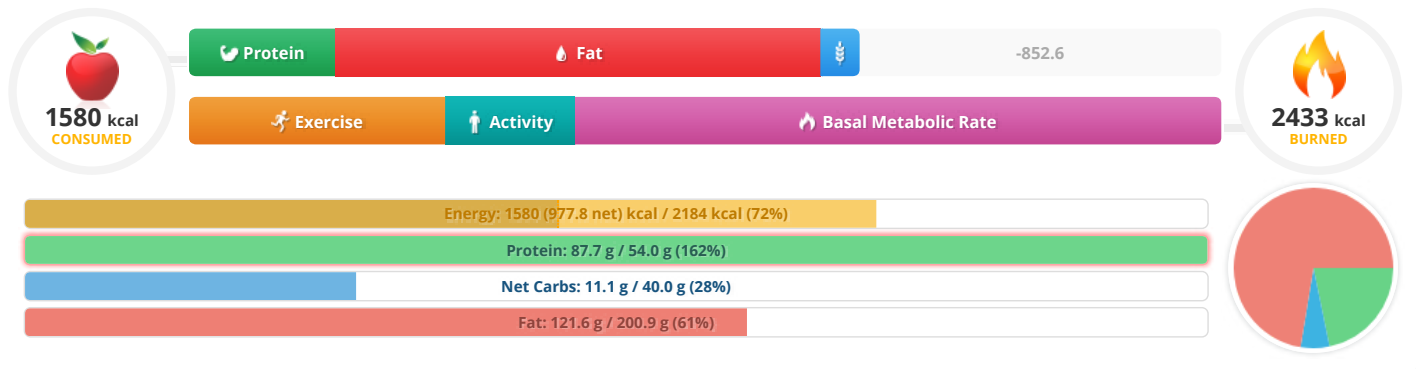 Protein
Fat
-852.6
1580 kcal
CONSUMED
2433 kcal
BURNED
Exercise
Activity
Basal Metabolic Rate
Energy: 1580 (977.8 net) kcal / 2184 kcal (72%)
Protein: 87.7 g / 54.0 g (162%)
Net Carbs: 11.1 g / 40.0 g (28%)
Fat: 121.6 g / 200.9 g (61%)